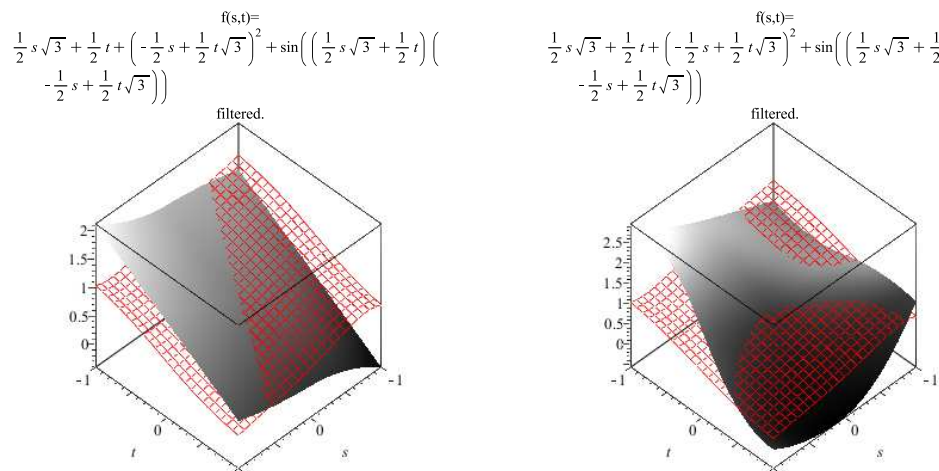 f(s,t)=
1/2 s√3 + 1/2 t + (-1/2 s + 1/2 t√3)^2 + sin((1/2 s√3 + 1/2 t) (
-1/2 s + 1/2 t√3))
filtered.
2
1.5
1
0.5
0
-1
0
t
0
s
-1
f(s,t)=
1/2 s√3 + 1/2 t + (-1/2 s + 1/2 t√3)^2 + sin((1/2 s√3 + 1/2
-1/2 s + 1/2 t√3))
filtered.
2.5
2
1.5
1
0.5
0
-1
0
t
0
s
-1